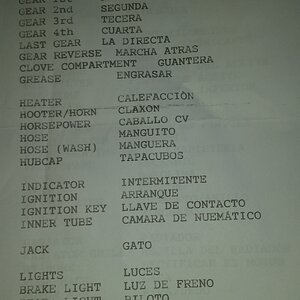 GEAR 2nd SEGUNDA
GEAR 3rd TECERA
GEAR 4th CUARTA
LAST GEAR LA DIRECTA
GEAR REVERSE MARCHA ATRAS
CLOVE COMPARTMENT GUANTERA
GREASE ENGRASAR
HEATER CALEFACCIÓN
HOOTER/HORN CLAXON
HORSEPOWER CABALLO CV
HOSE MANGUITO
HOSE (WASH) MANGUERA
HUBCAP TAPACUBOS
INDICATOR INTERMITENTE
IGNITION ARRANQUE
IGNITION KEY LLAVE DE CONTACTO
INNER TUBE CAMARA DE NUEMÁTICO
JACK GATO
LIGHTS LUCES
BRAKE LIGHT LUZ DE FRENO
LIGHT PILOTO